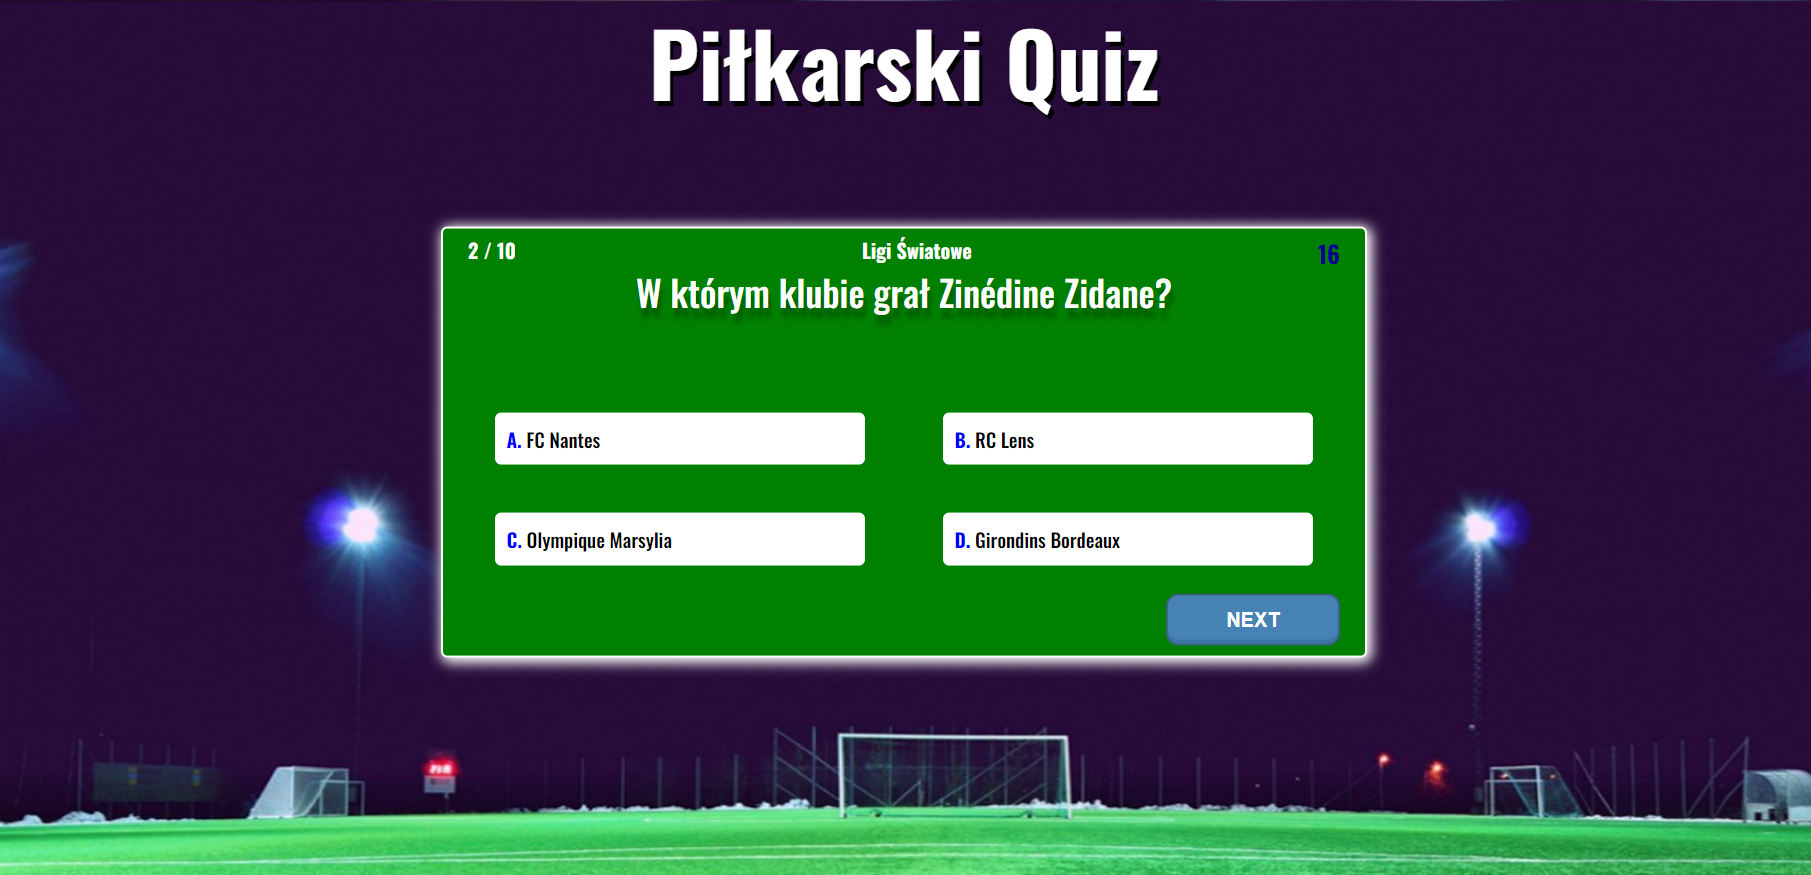 Piłkarski Quiz
2 / 10
Ligi Światowe
16
W którym klubie grał Zinédine Zidane?
A. FC Nantes
B. RC Lens
C. Olympique Marsylia
D. Girondins Bordeaux
NEXT